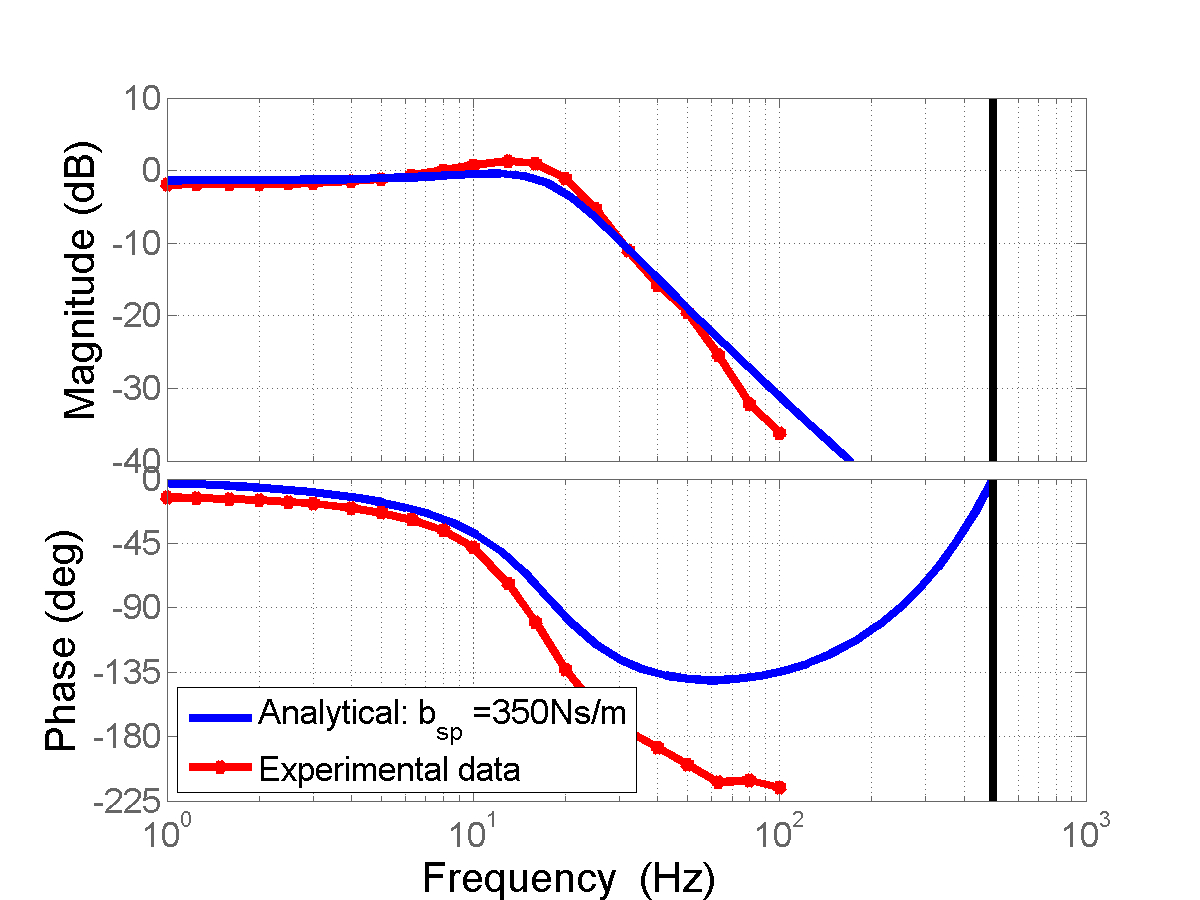 10
0
-10
-20
-30
-40
Magnitude (dB)
0
-45
-90
-135
-180
-225
Phase (deg)
Analytical: b_sp =350Ns/m
Experimental data
10^0 10^1 10^2 10^3
Frequency (Hz)